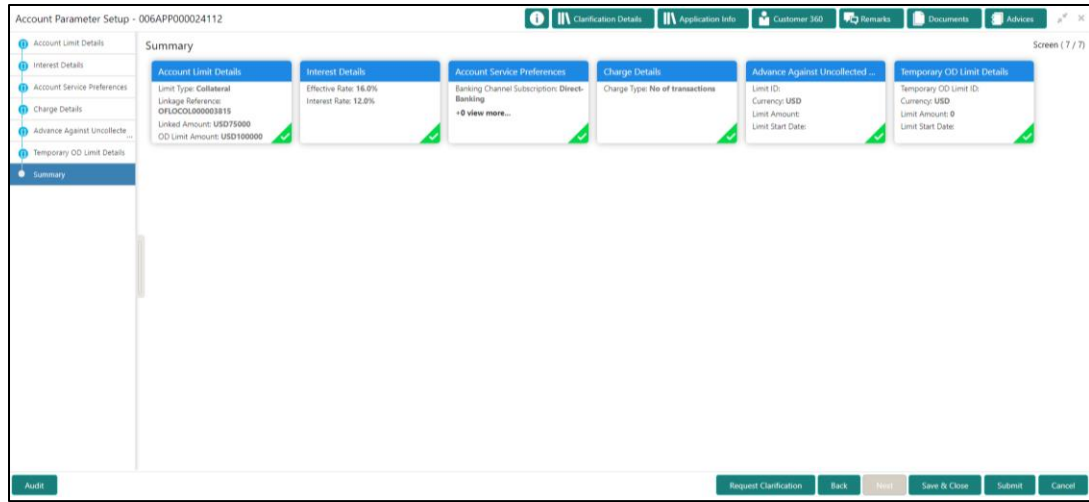 Account Parameter Setup - 006APP000024112
Clarification Details
Application Info
Customer 360
Remarks
Documents
Advices
Account Limit Details
Interest Details
Account Service Preferences
Charge Details
Advance Against Uncollecte...
Temporary OD Limit Details
Summary
Summary
Screen ( 7 / 7)
Account Limit Details
Limit Type: Collateral
Linkage Reference:
OFLOCOL000003815
Linked Amount: USD75000
OD Limit Amount: USD100000
Interest Details
Effective Rate: 16.0%
Interest Rate: 12.0%
Account Service Preferences
Banking Channel Subscription: Direct-
Banking
+0 view more...
Charge Details
Charge Type: No of transactions
Advance Against Uncollected ...
Limit ID:
Currency: USD
Limit Amount:
Limit Start Date:
Temporary OD Limit Details
Temporary OD Limit ID:
Currency: USD
Limit Amount: 0
Limit Start Date:
Audit
Request Clarification
Back
Next
Save & Close
Submit
Cancel